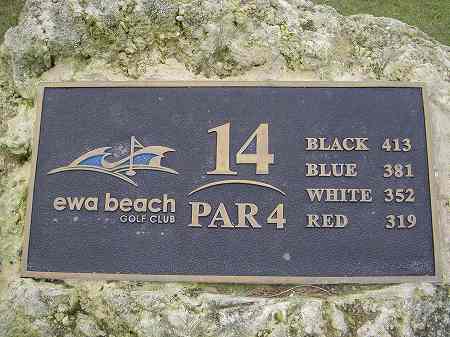 ewa beach
GOLF CLUB
14
PAR 4
BLACK 413
BLUE 381
WHITE 352
RED 319